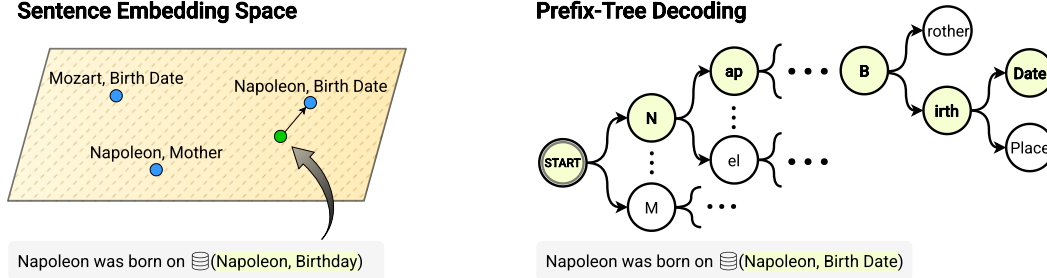 Sentence Embedding Space
Mozart, Birth Date
Napoleon, Birth Date
Napoleon, Mother
Napoleon was born on (Napoleon, Birthday)
Prefix-Tree Decoding
START
N
M
ap
el
B
rother
irth
Date
Place
Napoleon was born on (Napoleon, Birth Date)